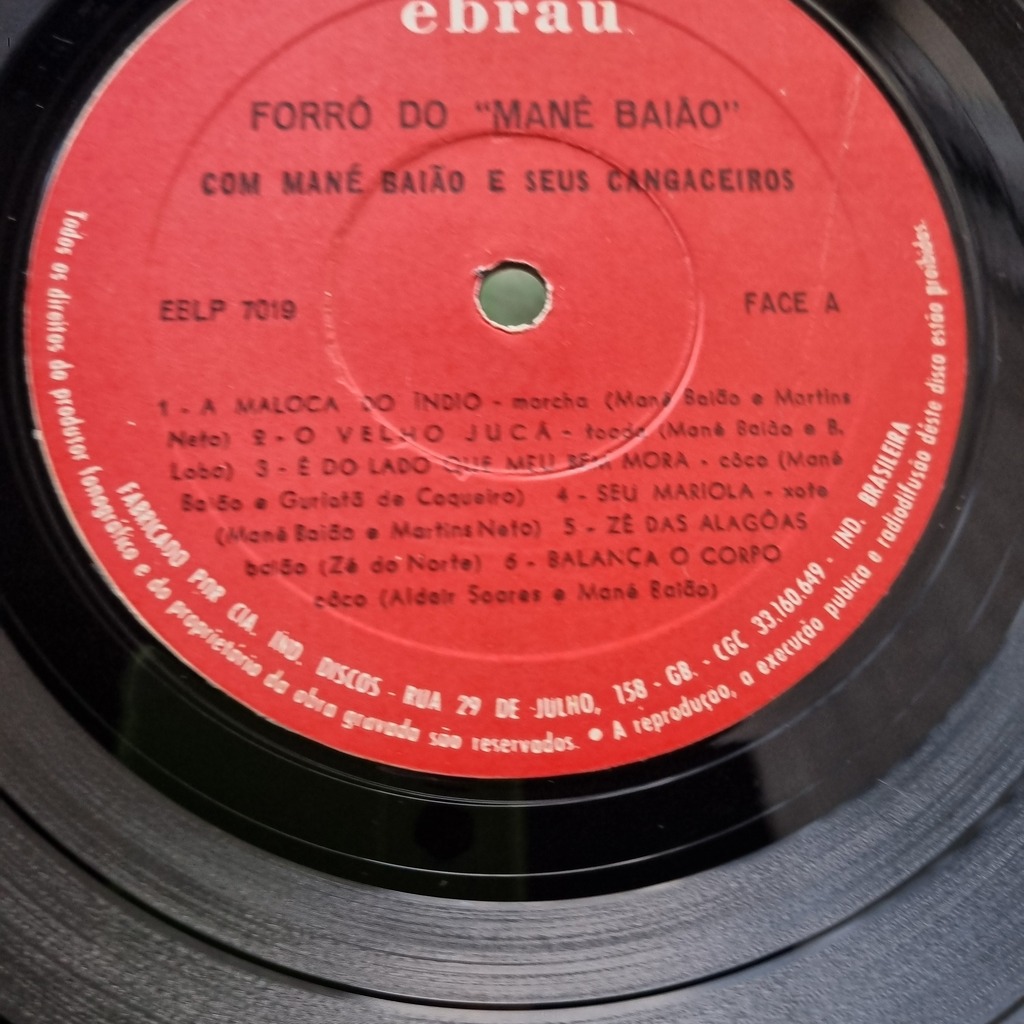 ebrau
FORRÓ DO "MANÉ BAIÃO"
COM MANÉ BAIÃO E SEUS CANGACEIROS
EBLP 7019
FACE A
1 - A MALOCA DO ÍNDIO - marcha (Mané Baião e Martins
Neto) 2 - O VELHO JUCÁ - toada (Mané Baião e B.
Lobo) 3 - É DO LADO QUE MEU BEM MORA - côco (Mané
Baião e Guriatã de Coqueiro) 4 - SEU MARIOLA - xote
(Mané Baião e Martins Neto) 5 - ZÉ DAS ALAGÔAS
baião (Zé do Norte) 6 - BALANÇA O CORPO
côco (Aldair Soares e Mané Baião)
FABRICADO POR CIA. IND. DISCOS - RUA 29 DE JULHO, 158 - GB. - CGC 33.160.649 - IND. BRASILEIRA
Todos os direitos do produtor fonográfico e do proprietário da obra gravada são reservados. • A reprodução, a execução publica e radiodifusão dêste disco estão proibidos.